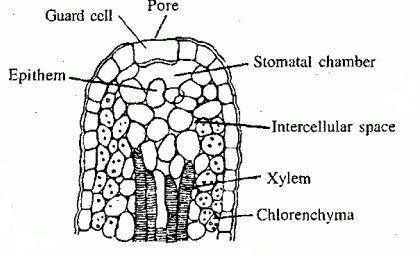 Pore
Guard cell
Stomatal chamber
Epithem
Intercellular space
Xylem
Chlorenchyma